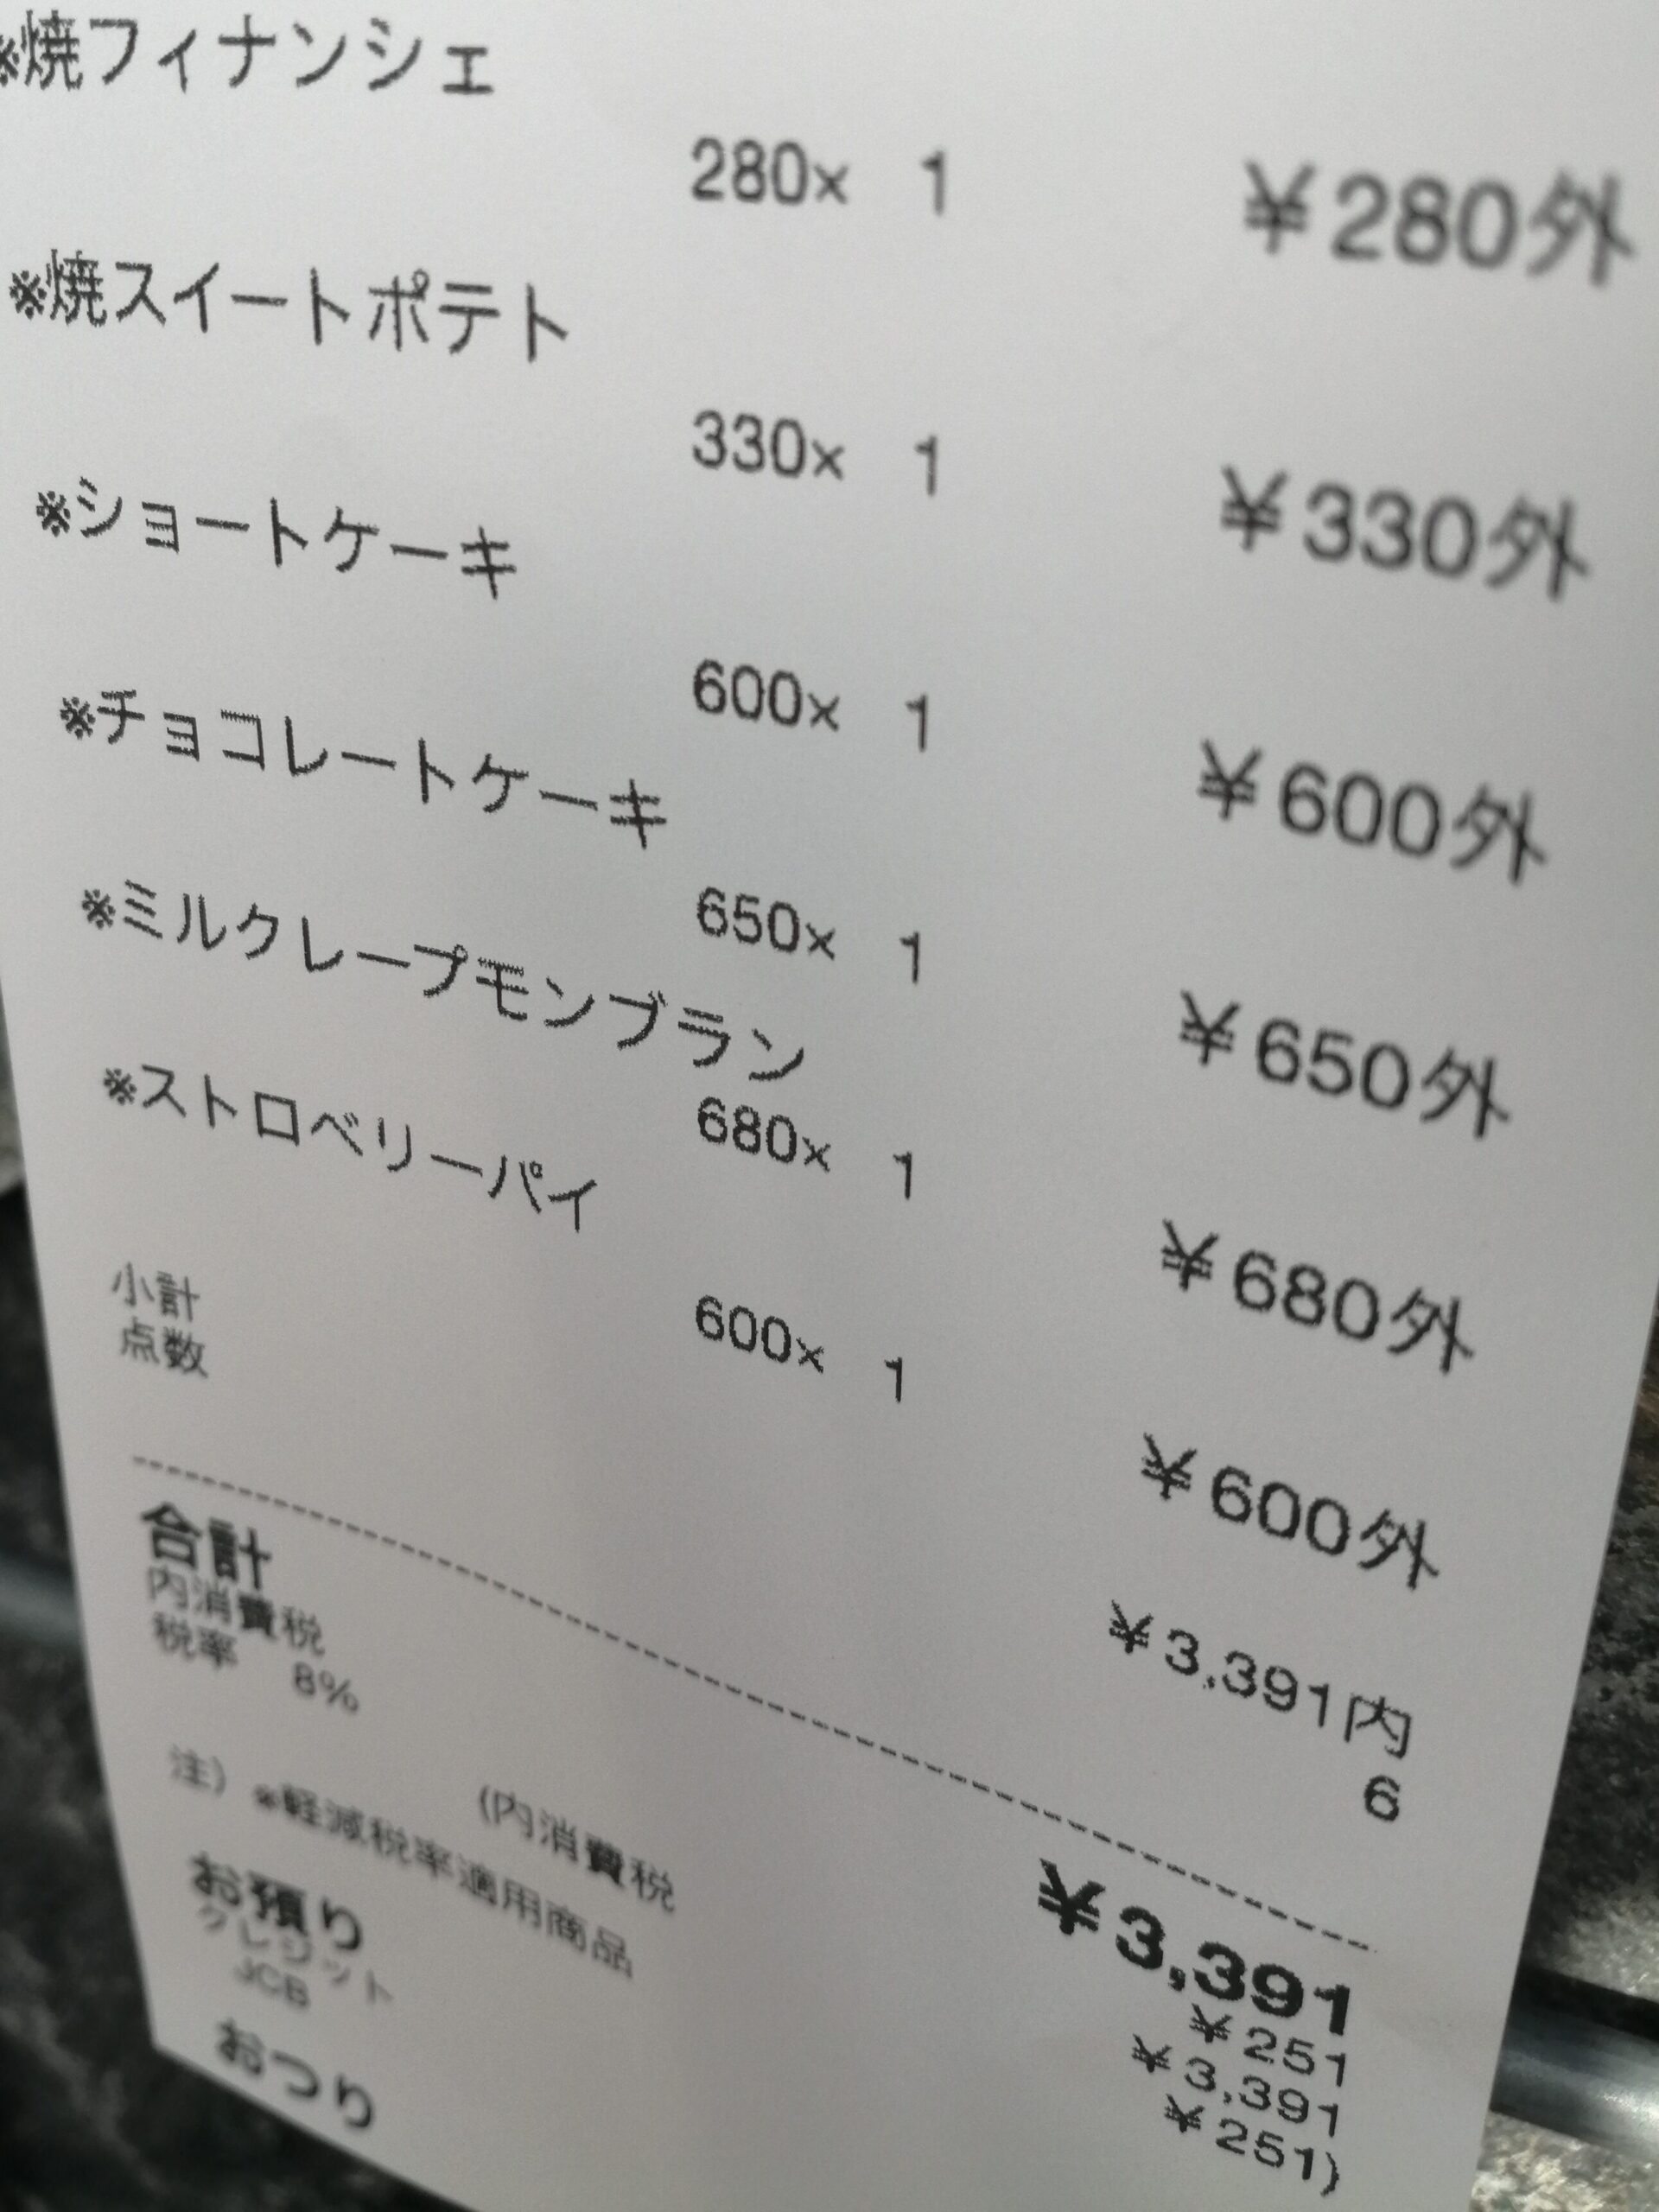 ※焼フィナンシェ
280× 1 ¥280外
※焼スイートポテト
330× 1 ¥330外
※ショートケーキ
600× 1 ¥600外
※チョコレートケーキ
650× 1 ¥650外
※ミルクレープモンブラン
680× 1 ¥680外
※ストロベリーパイ
600× 1 ¥600外
小計 ¥3,391内
点数 6
合計 ¥3,391
内消費税 ¥251
税率 8% ¥3,391
(内消費税 ¥251)
注) ※軽減税率適用商品
お預り
クレジット
JCB
おつり